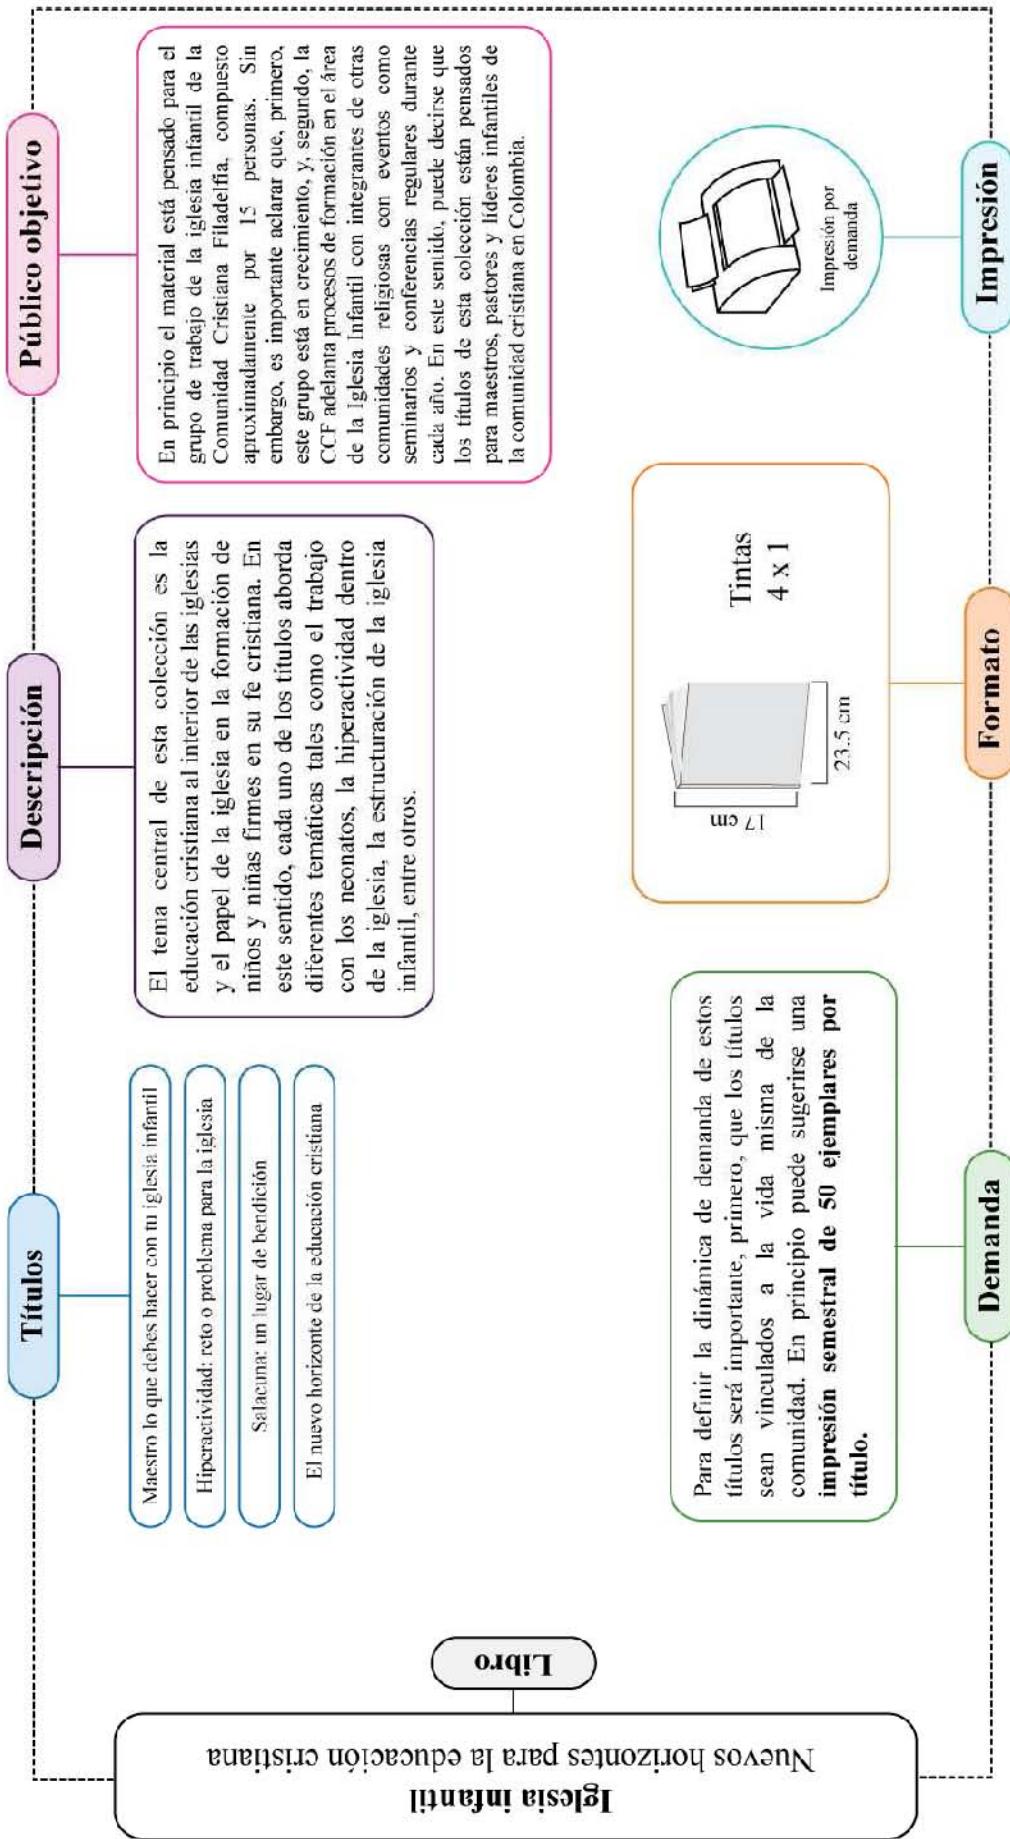 Iglesia infantil
Nuevos horizontes para la educación cristiana
Libro
Títulos
Maestro lo que debes hacer con tu iglesia infantil
Hiperactividad: reto o problema para la iglesia
Salacuna: un lugar de bendición
El nuevo horizonte de la educación cristiana
Descripción
El tema central de esta colección es la
educación cristiana al interior de las iglesias
y el papel de la iglesia en la formación de
niños y niñas firmes en su fe cristiana. En
este sentido, cada uno de los títulos aborda
diferentes temáticas tales como el trabajo
con los neonatos, la hiperactividad dentro
de la iglesia, la estructuración de la iglesia
infantil, entre otros.
Público objetivo
En principio el material está pensado para el
grupo de trabajo de la iglesia infantil de la
Comunidad Cristiana Filadelfia, compuesto
aproximadamente por 15 personas. Sin
embargo, es importante aclarar que, primero,
este grupo está en crecimiento, y, segundo, la
CCF adelanta procesos de formación en el área
de la Iglesia Infantil con integrantes de otras
comunidades religiosas con eventos como
seminarios y conferencias regulares durante
cada año. En este sentido, puede decirse que
los títulos de esta colección están pensados
para maestros, pastores y líderes infantiles de
la comunidad cristiana en Colombia.
Para definir la dinámica de demanda de estos
títulos será importante, primero, que los títulos
sean vinculados a la vida misma de la
comunidad. En principio puede sugerirse una
impresión semestral de 50 ejemplares por
título.
Demanda
17 cm
23.5 cm
Tintas
4 x 1
Formato
Impresión por
demanda
Impresión